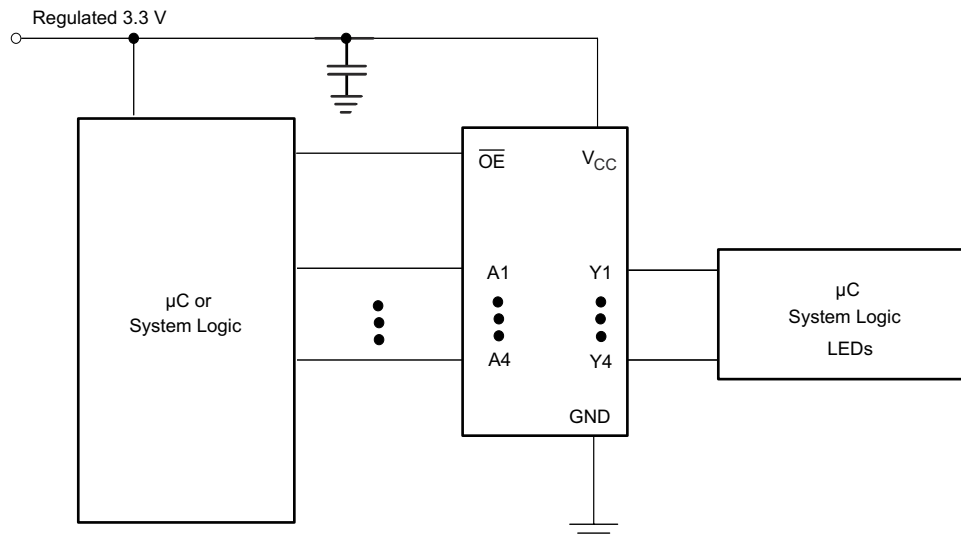 Regulated 3.3 V
OE
VCC
µC or
System Logic
A1
Y1
A4
Y4
GND
µC
System Logic
LEDs